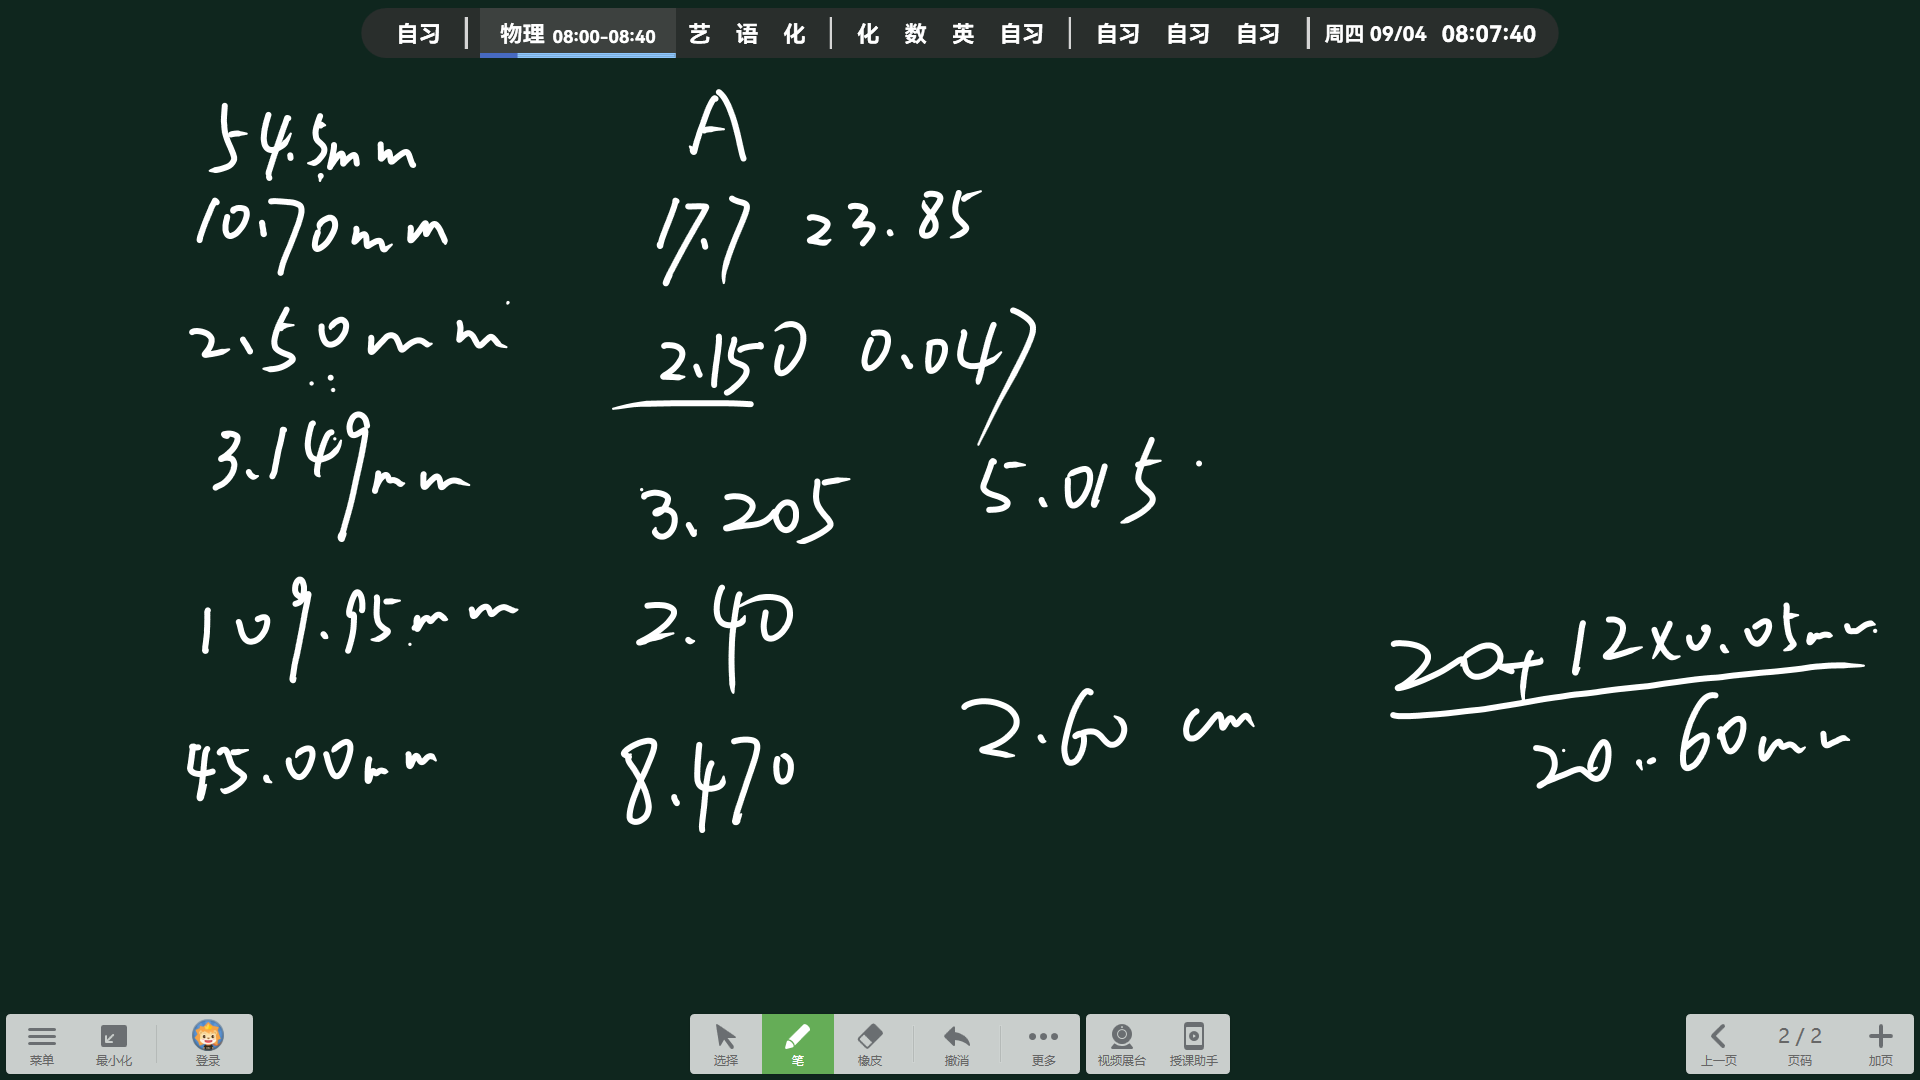 自习 物理 08:00-08:40 艺 语 化 化 数 英 自习 自习 自习 自习 周四 09/04 08:07:40
54.5mm A
10.70mm 17.7 23.85
2.50mm 2.150 0.047
3.149mm 3.205 5.015
109.95mm 2.40 20+12×0.05mm
45.00mm 8.470 2.60 cm 20.60mm
菜单 最小化 登录 选择 笔 橡皮 撤消 更多 视频展台 授课助手 上一页 2/2 页码 加页